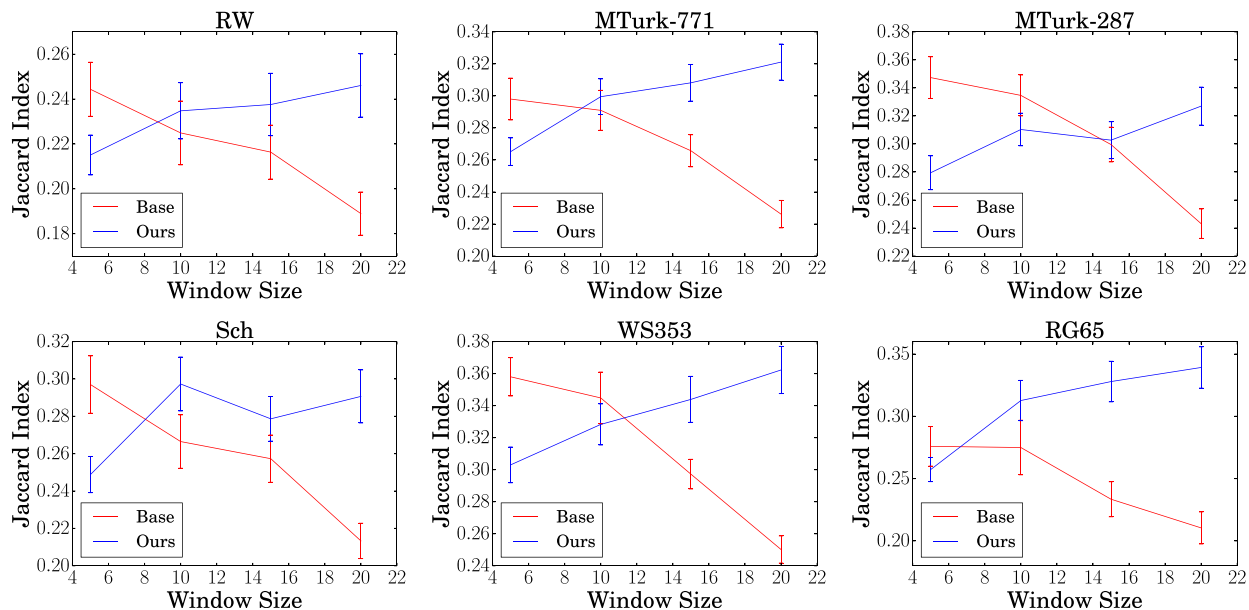 RW
0.26
0.24
0.22
0.20
0.18
Jaccard Index
Base
Ours
4 6 8 10 12 14 16 18 20 22
Window Size
MTurk-771
0.34
0.32
0.30
0.28
0.26
0.24
0.22
0.20
Jaccard Index
Base
Ours
4 6 8 10 12 14 16 18 20 22
Window Size
MTurk-287
0.38
0.36
0.34
0.32
0.30
0.28
0.26
0.24
0.22
Jaccard Index
Base
Ours
4 6 8 10 12 14 16 18 20 22
Window Size
Sch
0.32
0.30
0.28
0.26
0.24
0.22
0.20
Jaccard Index
Base
Ours
4 6 8 10 12 14 16 18 20 22
Window Size
WS353
0.38
0.36
0.34
0.32
0.30
0.28
0.26
0.24
Jaccard Index
Base
Ours
4 6 8 10 12 14 16 18 20 22
Window Size
RG65
0.35
0.30
0.25
0.20
Jaccard Index
Base
Ours
4 6 8 10 12 14 16 18 20 22
Window Size